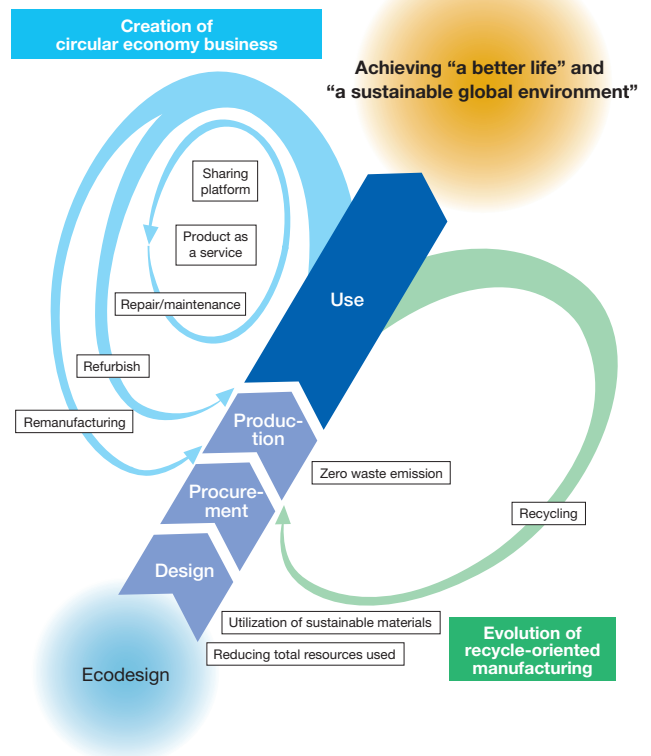 Creation of
circular economy business
Achieving “a better life” and
“a sustainable global environment”
Sharing
platform
Product as
a service
Repair/maintenance
Use
Refurbish
Remanufacturing
Produc-
tion
Zero waste emission
Procure-
ment
Recycling
Design
Utilization of sustainable materials
Reducing total resources used
Evolution of
recycle-oriented
manufacturing
Ecodesign